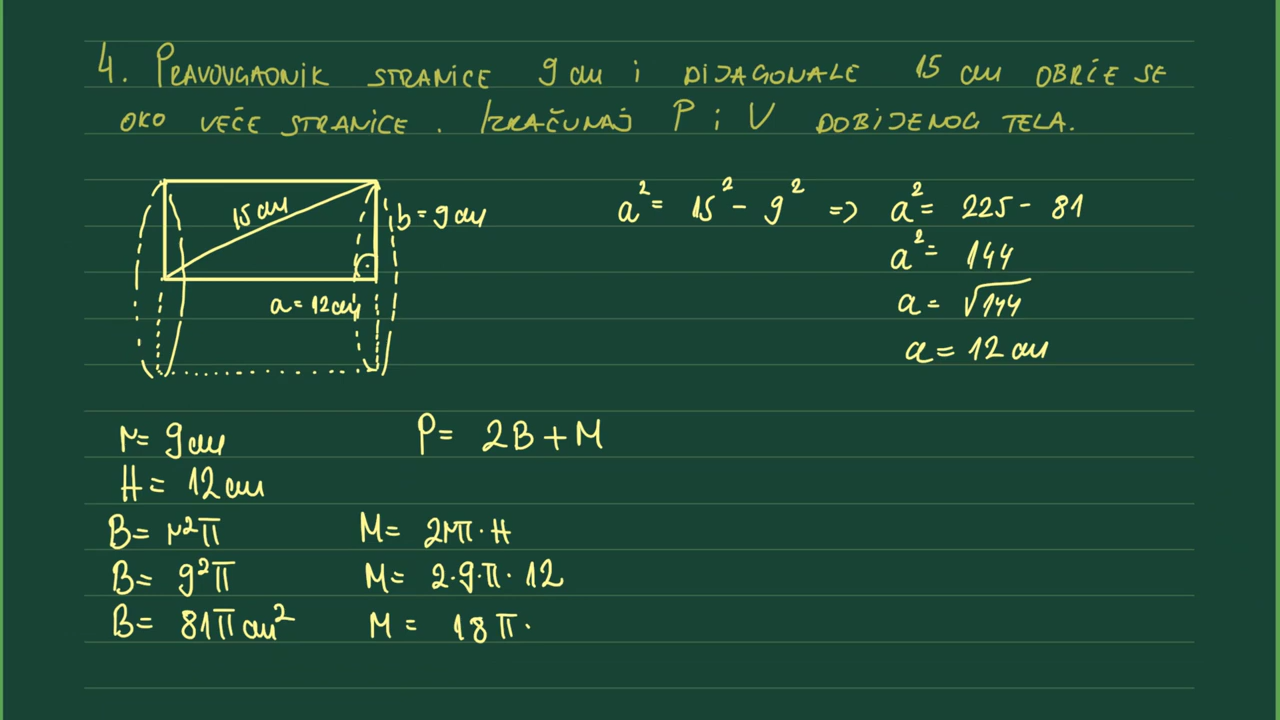 4. PRAVOUGAONIK STRANICE 9 cm i DIJAGONALE 15 cm OBRĆE SE
OKO VEĆE STRANICE. IZRAČUNAJ P i V DOBIJENOG TELA.
15 cm
b = 9 cm
a = 12 cm
a² = 15² - 9² => a² = 225 - 81
a² = 144
a = √144
a = 12 cm
r = 9 cm
H = 12 cm
P = 2B + M
B = r²π
M = 2rπ · H
B = 9²π
M = 2·9·π·12
B = 81π cm²
M = 18π·